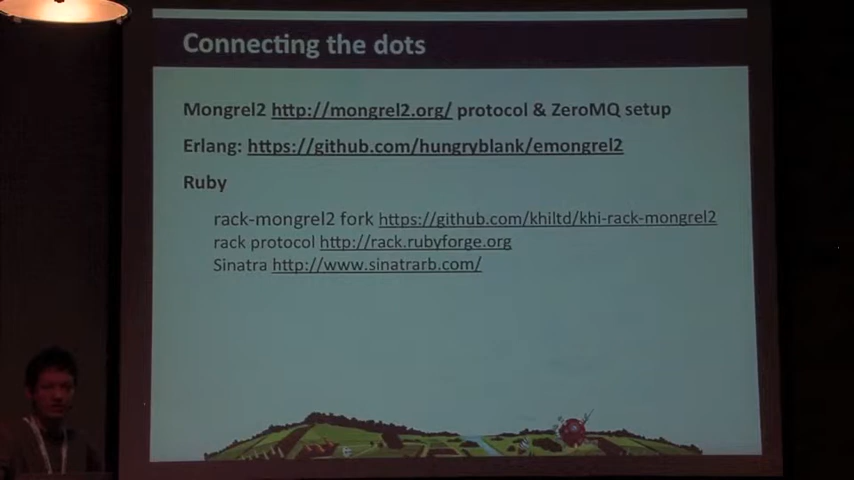 Connecting the dots
Mongrel2 http://mongrel2.org/ protocol & ZeroMQ setup
Erlang: https://github.com/hungryblank/emongrel2
Ruby
rack-mongrel2 fork https://github.com/khiltd/khi-rack-mongrel2
rack protocol http://rack.rubyforge.org
Sinatra http://www.sinatrarb.com/